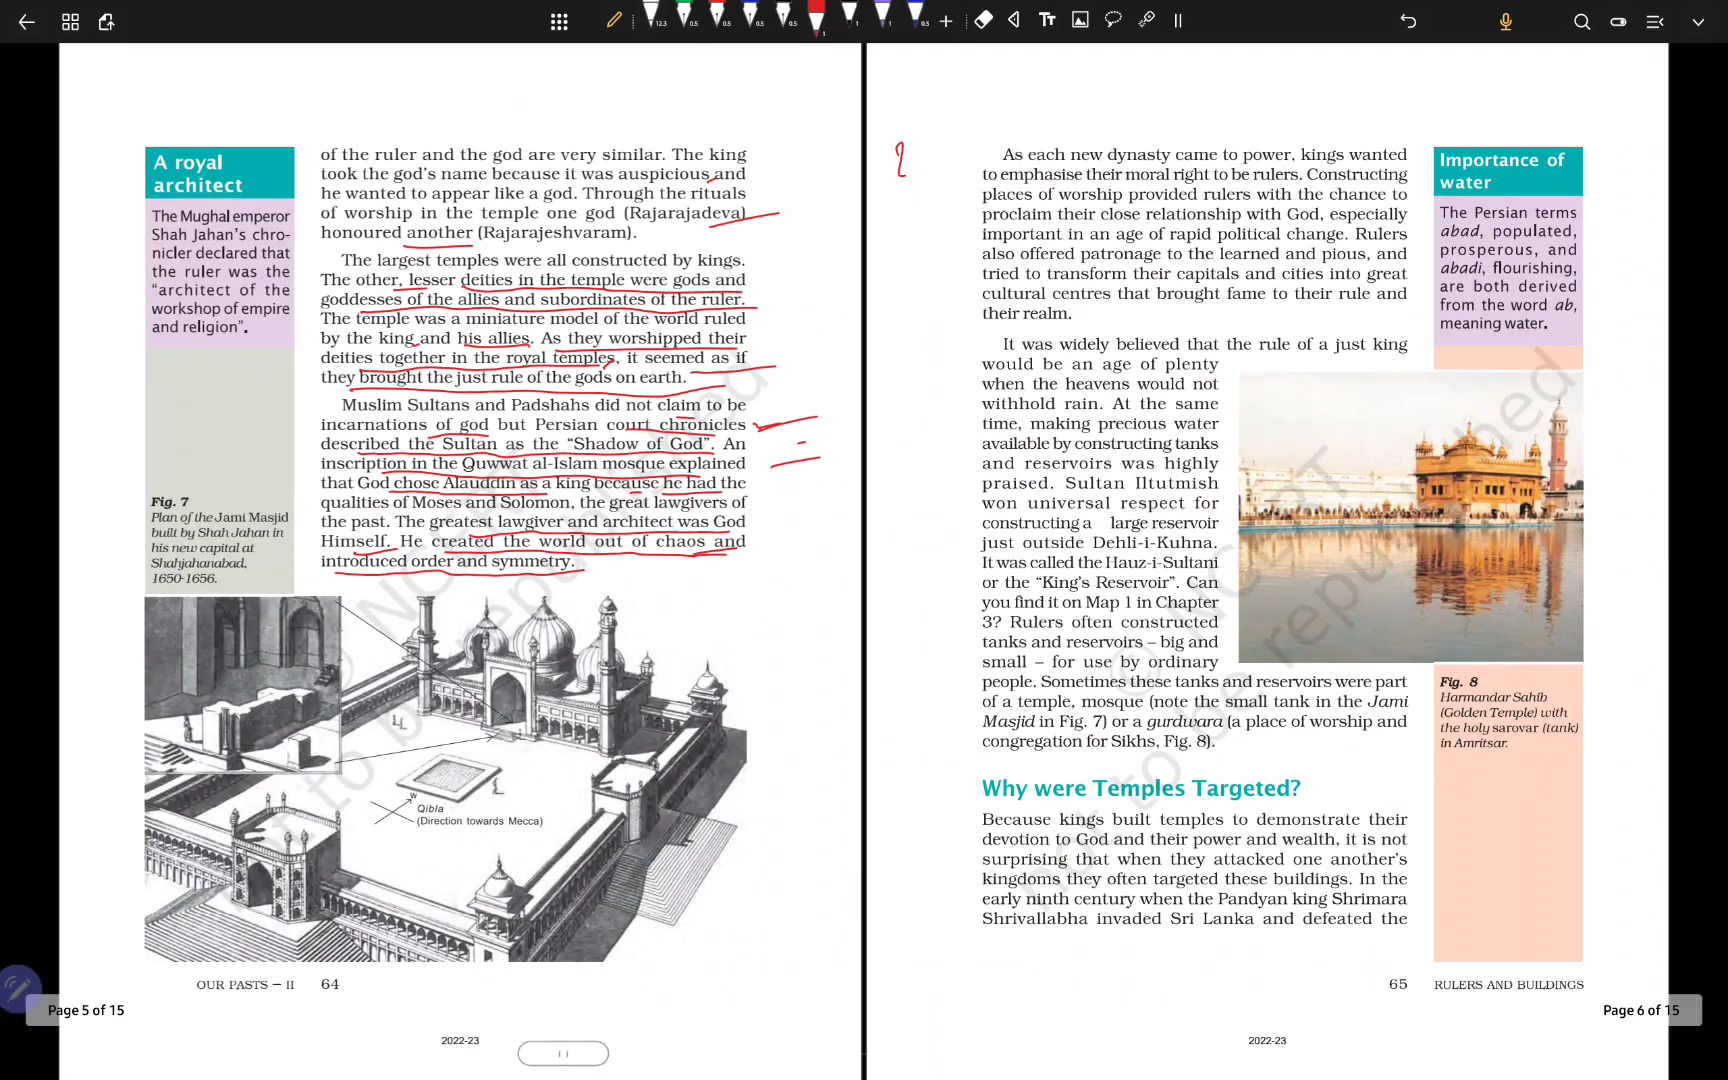 12.3
0.5
0.5
0.5
0.5
1
1
1
0.5
Tт
A royal
architect
The Mughal emperor
Shah Jahan's chro-
nicler declared that
the ruler was the
“architect of the
workshop of empire
and religion”.
Fig. 7
Plan of the Jami Masjid
built by Shah Jahan in
his new capital at
Shahjahanabad,
1650-1656.
of the ruler and the god are very similar. The king
took the god's name because it was auspicious and
he wanted to appear like a god. Through the rituals
of worship in the temple one god (Rajarajadeva)
honoured another (Rajarajeshvaram).
The largest temples were all constructed by kings.
The other, lesser deities in the temple were gods and
goddesses of the allies and subordinates of the ruler.
The temple was a miniature model of the world ruled
by the king and his allies. As they worshipped their
deities together in the royal temples, it seemed as if
they brought the just rule of the gods on earth.
Muslim Sultans and Padshahs did not claim to be
incarnations of god but Persian court chronicles
described the Sultan as the “Shadow of God”. An
inscription in the Quwwat al-Islam mosque explained
that God chose Alauddin as a king because he had the
qualities of Moses and Solomon, the great lawgivers of
the past. The greatest lawgiver and architect was God
Himself. He created the world out of chaos and
introduced order and symmetry.
W
Qibla
(Direction towards Mecca)
OUR PASTS – II 64
Page 5 of 15
2022-23
As each new dynasty came to power, kings wanted
to emphasise their moral right to be rulers. Constructing
places of worship provided rulers with the chance to
proclaim their close relationship with God, especially
important in an age of rapid political change. Rulers
also offered patronage to the learned and pious, and
tried to transform their capitals and cities into great
cultural centres that brought fame to their rule and
their realm.
It was widely believed that the rule of a just king
would be an age of plenty
when the heavens would not
withhold rain. At the same
time, making precious water
available by constructing tanks
and reservoirs was highly
praised. Sultan Iltutmish
won universal respect for
constructing a large reservoir
just outside Dehli-i-Kuhna.
It was called the Hauz-i-Sultani
or the “King's Reservoir”. Can
you find it on Map 1 in Chapter
3? Rulers often constructed
tanks and reservoirs – big and
small – for use by ordinary
people. Sometimes these tanks and reservoirs were part
of a temple, mosque (note the small tank in the Jami
Masjid in Fig. 7) or a gurdwara (a place of worship and
congregation for Sikhs, Fig. 8).
Why were Temples Targeted?
Because kings built temples to demonstrate their
devotion to God and their power and wealth, it is not
surprising that when they attacked one another's
kingdoms they often targeted these buildings. In the
early ninth century when the Pandyan king Shrimara
Shrivallabha invaded Sri Lanka and defeated the
Importance of
water
The Persian terms
abad, populated,
prosperous, and
abadi, flourishing,
are both derived
from the word ab,
meaning water.
Fig. 8
Harmandar Sahib
(Golden Temple) with
the holy sarovar (tank)
in Amritsar.
65 RULERS AND BUILDINGS
Page 6 of 15
2022-23
© NCERT
not to be republished
© NCERT
not to be republished